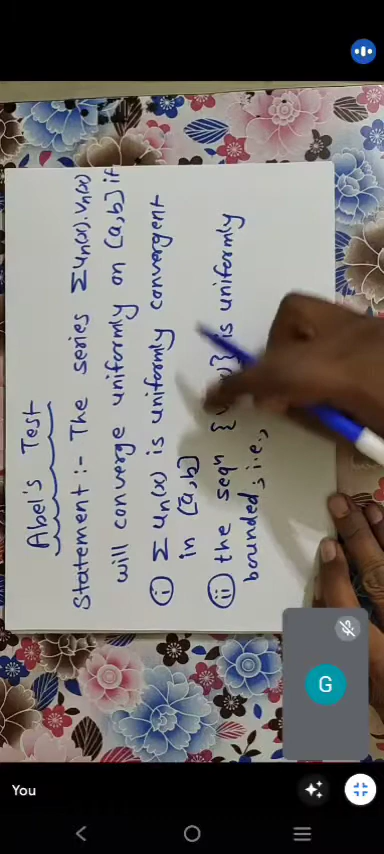 Abel's Test
Statement :- The series Σun(x).vn(x)
will converge uniformly on [a,b] if
(i) Σ un(x) is uniformly convergent
in [a,b]
(ii) the seqn { } is uniformly
bounded, i.e.,
G
You